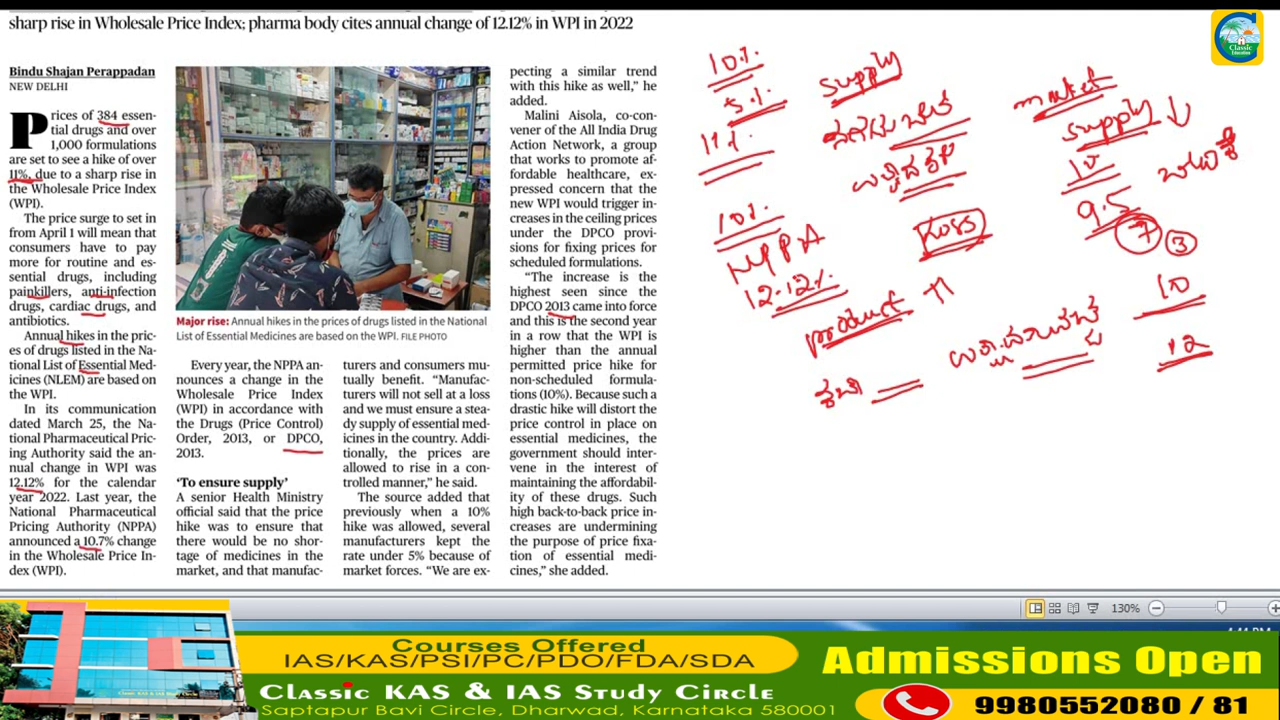 sharp rise in Wholesale Price Index; pharma body cites annual change of 12.12% in WPI in 2022
Bindu Shajan Perappadan
NEW DELHI
Prices of 384 essen-
tial drugs and over
1,000 formulations
are set to see a hike of over
11%, due to a sharp rise in
the Wholesale Price Index
(WPI).
The price surge to set in
from April 1 will mean that
consumers have to pay
more for routine and es-
sential drugs, including
painkillers, anti-infection
drugs, cardiac drugs, and
antibiotics.
Annual hikes in the pric-
es of drugs listed in the Na-
tional List of Essential Med-
icines (NLEM) are based on
the WPI.
In its communication
dated March 25, the Na-
tional Pharmaceutical Pric-
ing Authority said the an-
nual change in WPI was
12.12% for the calendar
year 2022. Last year, the
National Pharmaceutical
Pricing Authority (NPPA)
announced a 10.7% change
in the Wholesale Price In-
dex (WPI).
Major rise: Annual hikes in the prices of drugs listed in the National
List of Essential Medicines are based on the WPI. FILE PHOTO
Every year, the NPPA an-
nounces a change in the
Wholesale Price Index
(WPI) in accordance with
the Drugs (Price Control)
Order, 2013, or DPCO,
2013.
‘To ensure supply’
A senior Health Ministry
official said that the price
hike was to ensure that
there would be no shor-
tage of medicines in the
market, and that manufac-
turers and consumers mu-
tually benefit. “Manufac-
turers will not sell at a loss
and we must ensure a stea-
dy supply of essential med-
icines in the country. Addi-
tionally, the prices are
allowed to rise in a con-
trolled manner,” he said.
The source added that
previously when a 10%
hike was allowed, several
manufacturers kept the
rate under 5% because of
market forces. “We are ex-
pecting a similar trend
with this hike as well,” he
added.
Malini Aisola, co-con-
vener of the All India Drug
Action Network, a group
that works to promote af-
fordable healthcare, ex-
pressed concern that the
new WPI would trigger in-
creases in the ceiling prices
under the DPCO provi-
sions for fixing prices for
scheduled formulations.
“The increase is the
highest seen since the
DPCO 2013 came into force
and this is the second year
in a row that the WPI is
higher than the annual
permitted price hike for
non-scheduled formula-
tions (10%). Because such a
drastic hike will distort the
price control in place on
essential medicines, the
government should inter-
vene in the interest of
maintaining the affordabil-
ity of these drugs. Such
high back-to-back price in-
creases are undermining
the purpose of price fixa-
tion of essential medi-
cines,” she added.
10%
5%
11%
10%
NPPA
12.12%
product
supply
market
supply
10
9.5
7 3
10
12
Classic
Education
130%
Courses Offered
IAS/KAS/PSI/PC/PDO/FDA/SDA
Classic KAS & IAS Study Circle
Saptapur Bavi Circle, Dharwad, Karnataka 580001
Admissions Open
9980552080 / 81